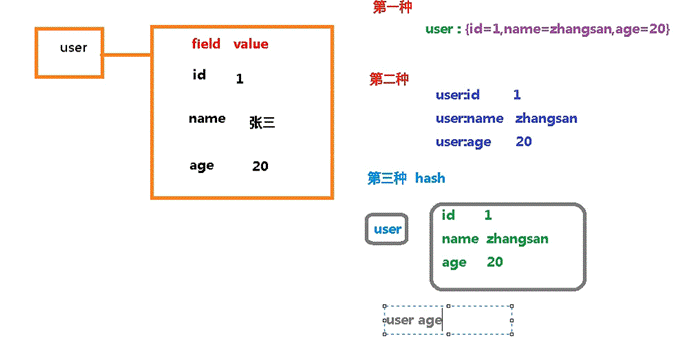 user
field value
id 1
name 张三
age 20
第一种
user : {id=1,name=zhangsan,age=20}
第二种
user:id 1
user:name zhangsan
user:age 20
第三种 hash
user
id 1
name zhangsan
age 20
user age